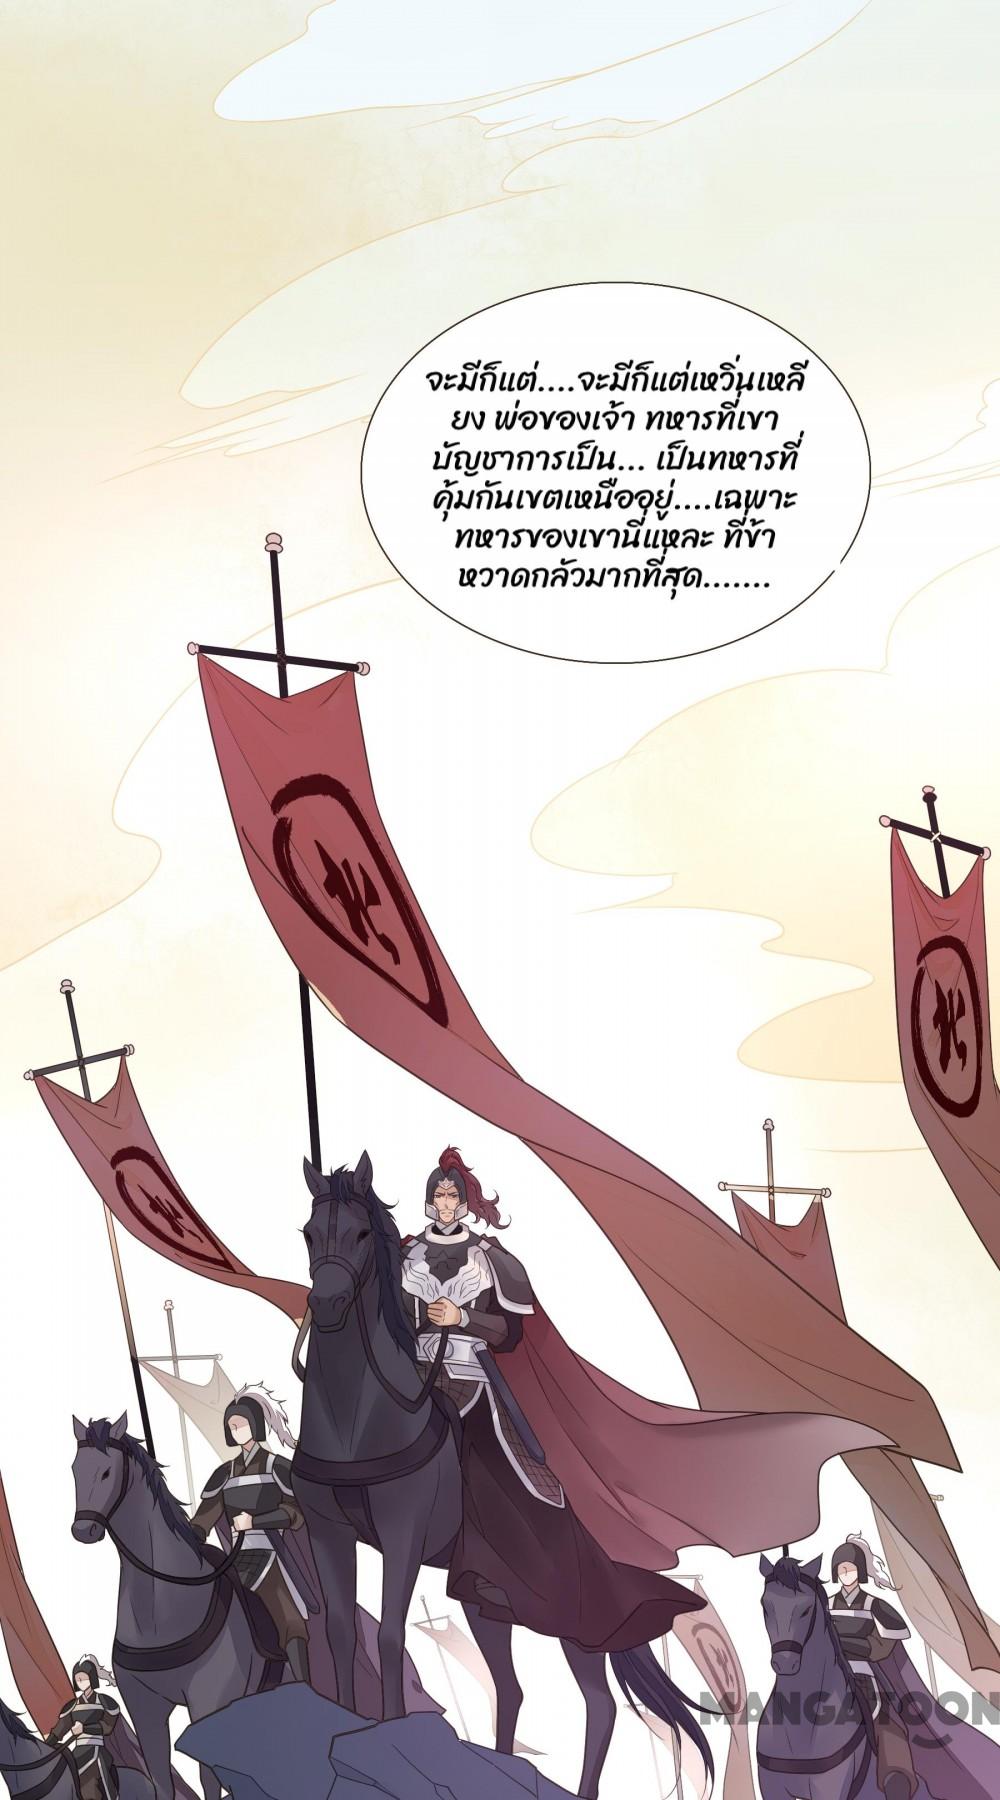 จะมีก็แต่....จะมีก็แต่เหวิ่นเหลี
ยง พ่อของเจ้า ทหารที่เขา
บัญชาการเป็น... เป็นทหารที่
คุ้มกันเขตเหนืออยู่....เฉพาะ
ทหารของเขานี่แหละ ที่ข้า
หวาดกลัวมากที่สุด.......
北
北
北
北
MANGATOON